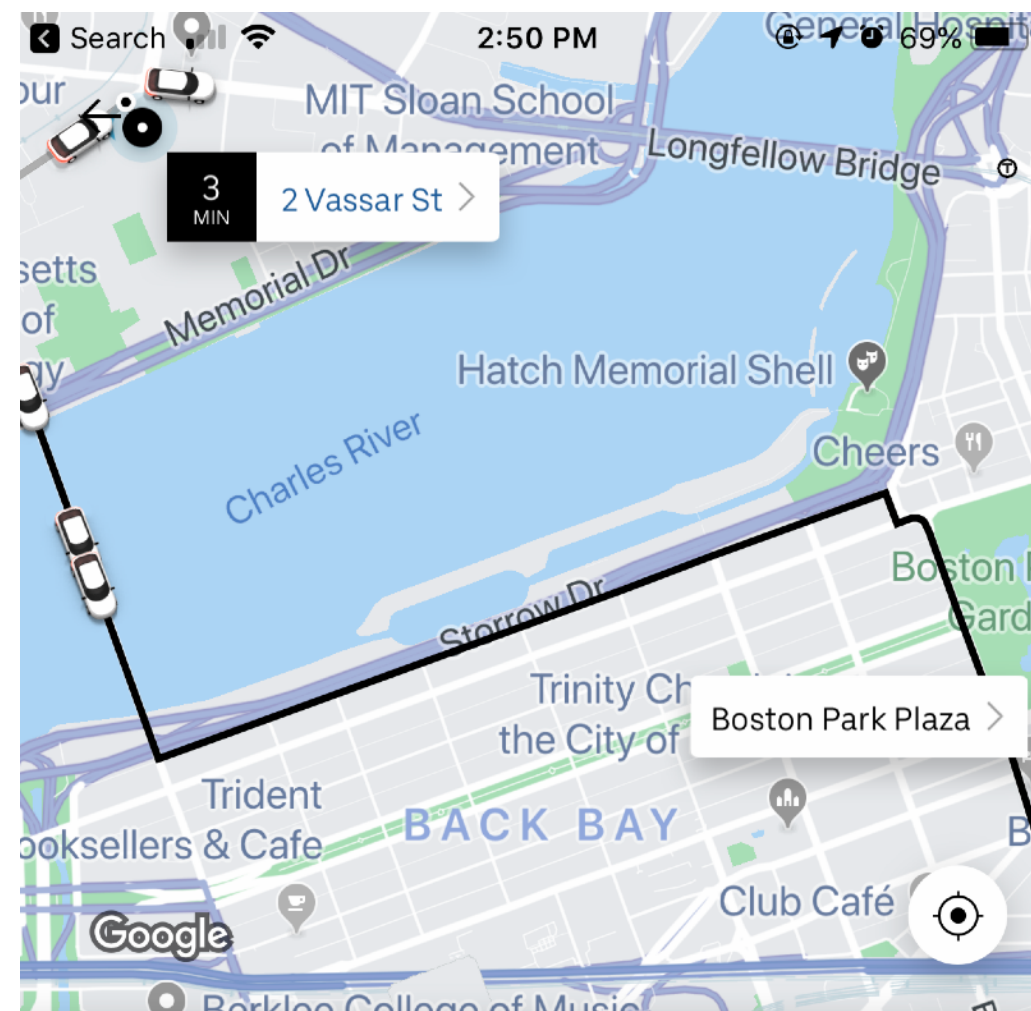 Search
2:50 PM
69%
General Hospit
our
MIT Sloan School
of Management
Longfellow Bridge
3
MIN
2 Vassar St
setts
of
gy
Memorial Dr
Hatch Memorial Shell
Charles River
Cheers
Boston
Gard
Storrow Dr
Trinity Ch
the City of
Boston Park Plaza
Trident
ooksellers & Cafe
BACK BAY
B
Club Café
Google
Berklee College of Music